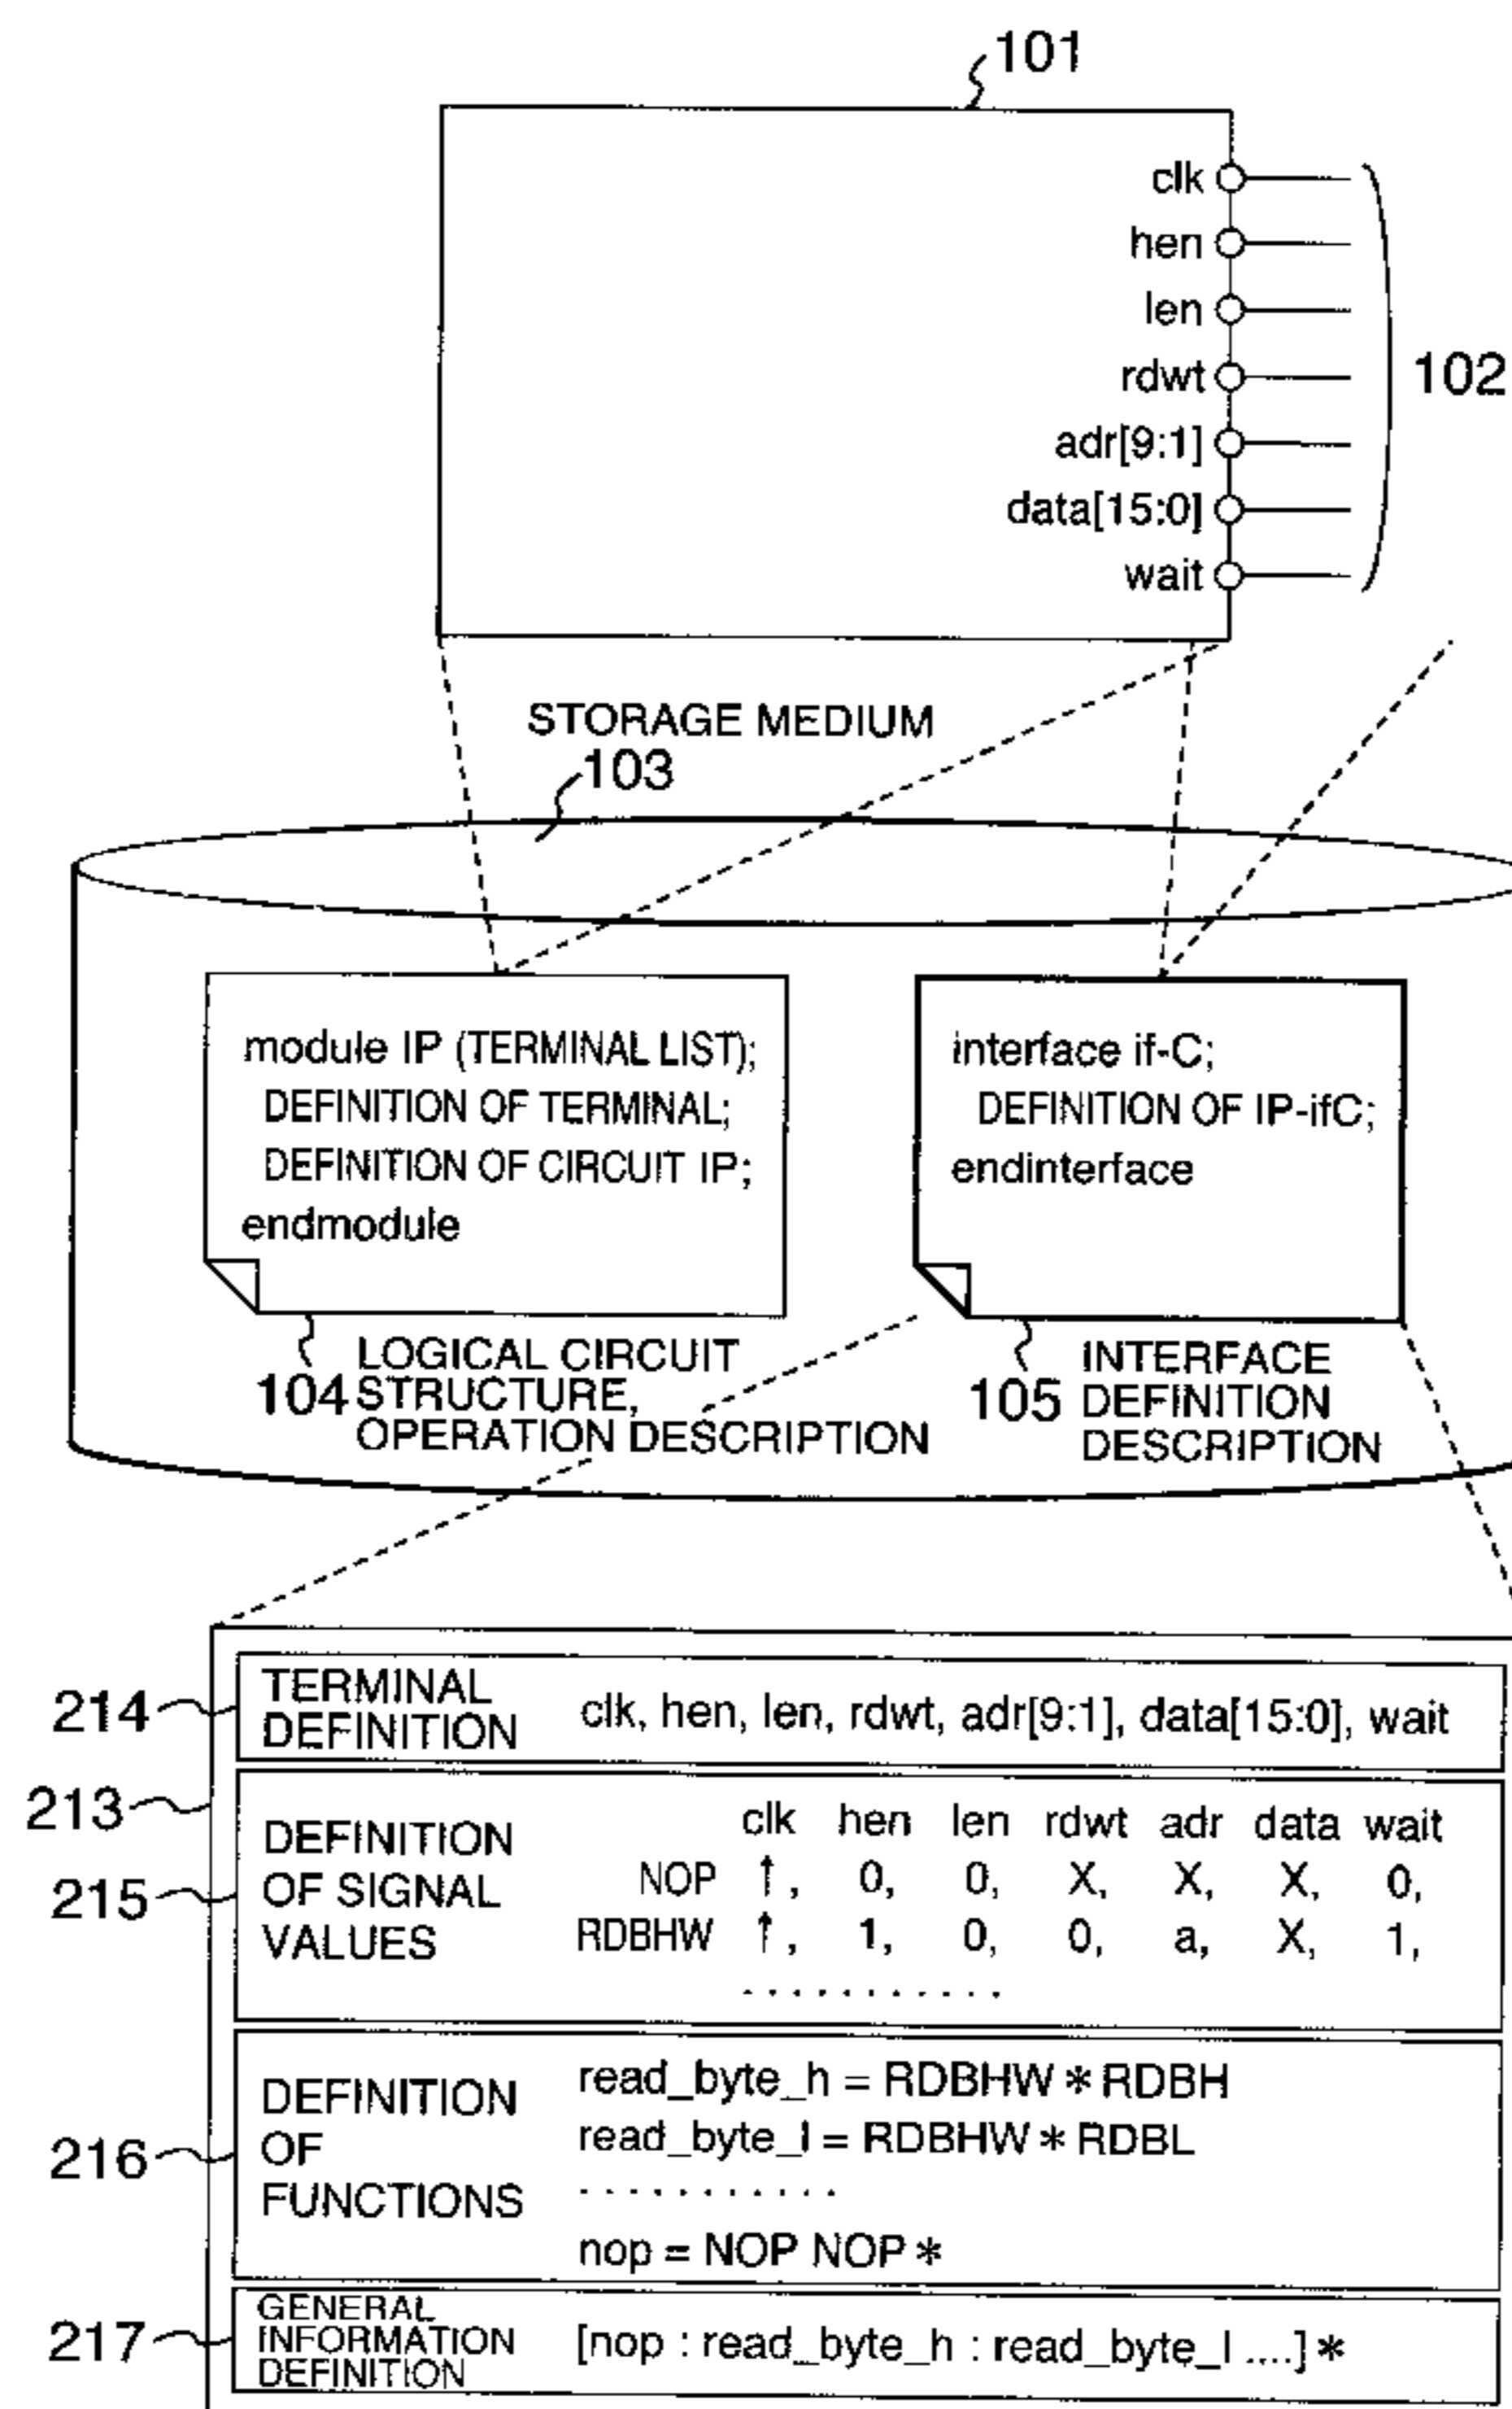 101
clk
hen
len
rdwt
adr[9:1]
data[15:0]
wait
102
STORAGE MEDIUM
103
module IP (TERMINAL LIST);
DEFINITION OF TERMINAL;
DEFINITION OF CIRCUIT IP;
endmodule
interface if-C;
DEFINITION OF IP-ifC;
endinterface
104
LOGICAL CIRCUIT
STRUCTURE,
OPERATION DESCRIPTION
105
INTERFACE
DEFINITION
DESCRIPTION
214
TERMINAL
DEFINITION
clk, hen, len, rdwt, adr[9:1], data[15:0], wait
213
215
DEFINITION
OF SIGNAL
VALUES
clk hen len rdwt adr data wait
NOP ↑, 0, 0, X, X, X, 0,
RDBHW ↑, 1, 0, 0, a, X, 1,
...........
216
DEFINITION
OF
FUNCTIONS
read_byte_h = RDBHW * RDBH
read_byte_l = RDBHW * RDBL
...........
nop = NOP NOP *
217
GENERAL
INFORMATION
DEFINITION
[nop : read_byte_h : read_byte_l ....] *